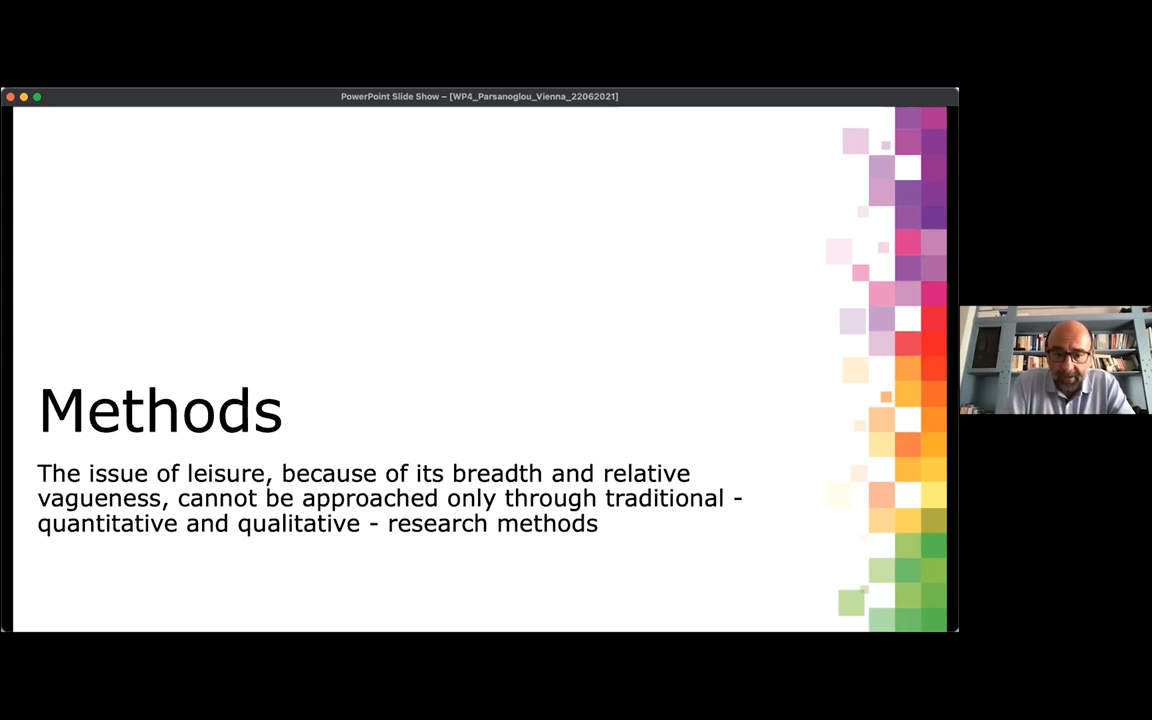 PowerPoint Slide Show – [WP4_Parsanoglou_Vienna_22062021]
Methods
The issue of leisure, because of its breadth and relative
vagueness, cannot be approached only through traditional -
quantitative and qualitative - research methods